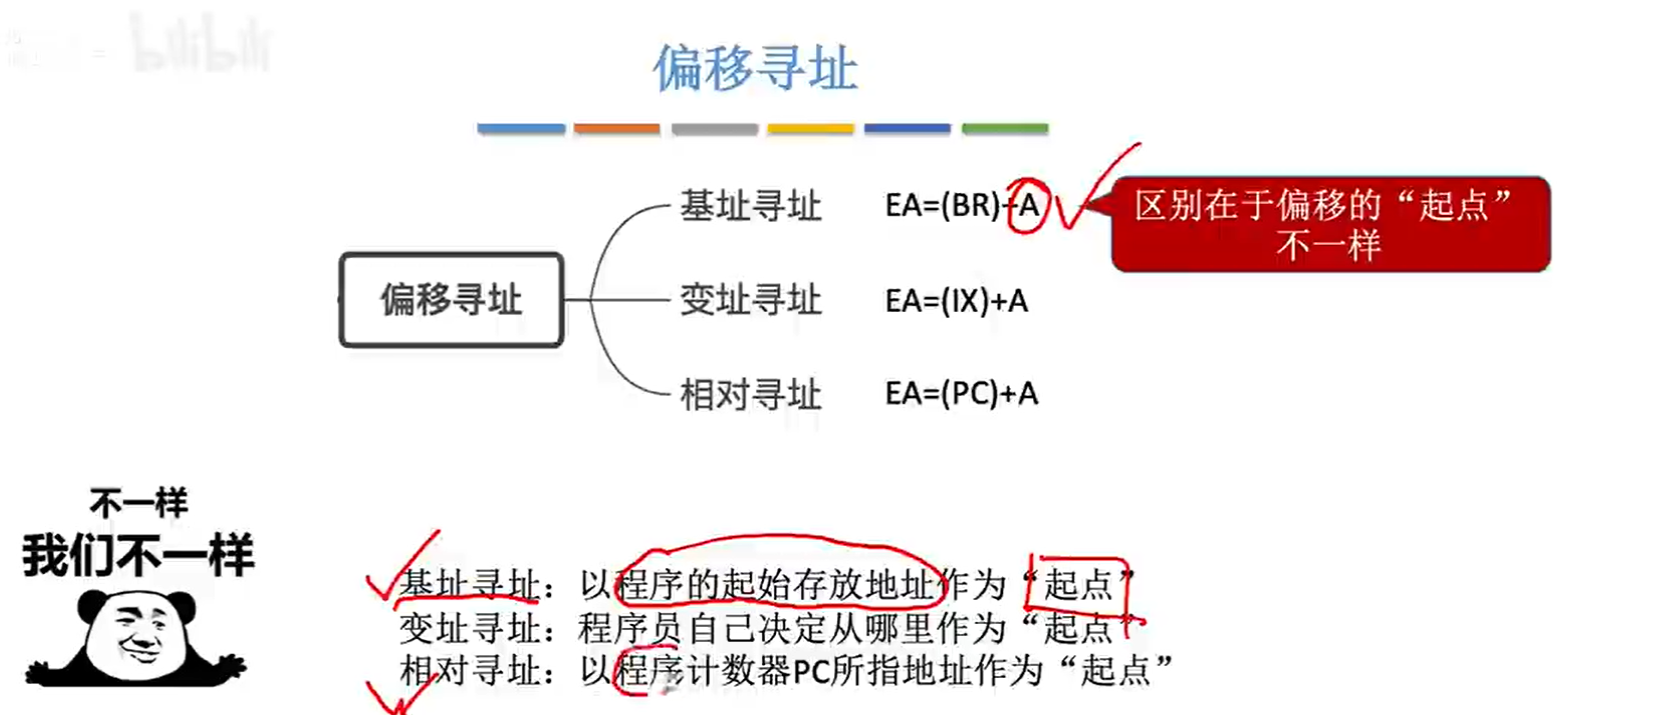 bilibili
偏移寻址
基址寻址 EA=(BR)+A
区别在于偏移的“起点”
不一样
偏移寻址
变址寻址 EA=(IX)+A
相对寻址 EA=(PC)+A
不一样
我们不一样
基址寻址：以程序的起始存放地址作为“起点”
变址寻址：程序员自己决定从哪里作为“起点”
相对寻址：以程序计数器PC所指地址作为“起点”